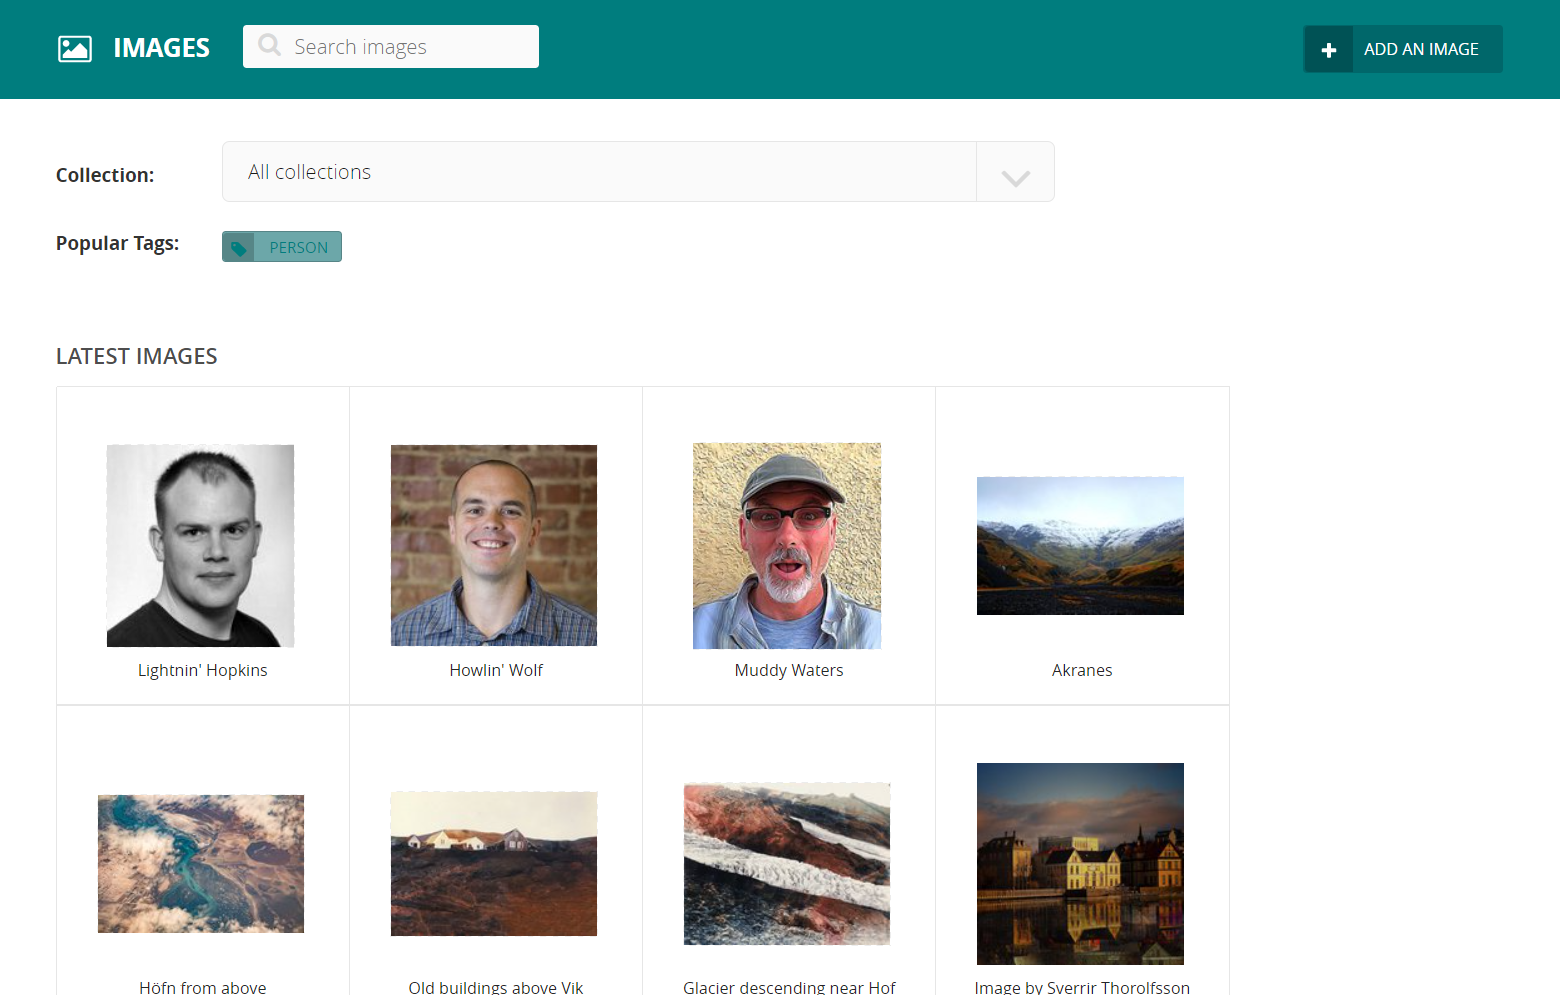 IMAGES
Search images
ADD AN IMAGE
Collection:
All collections
Popular Tags:
PERSON
LATEST IMAGES
Lightnin' Hopkins
Howlin' Wolf
Muddy Waters
Akranes
Höfn from above
Old buildings above Vik
Glacier descending near Hof
Image by Sverrir Thorolfsson